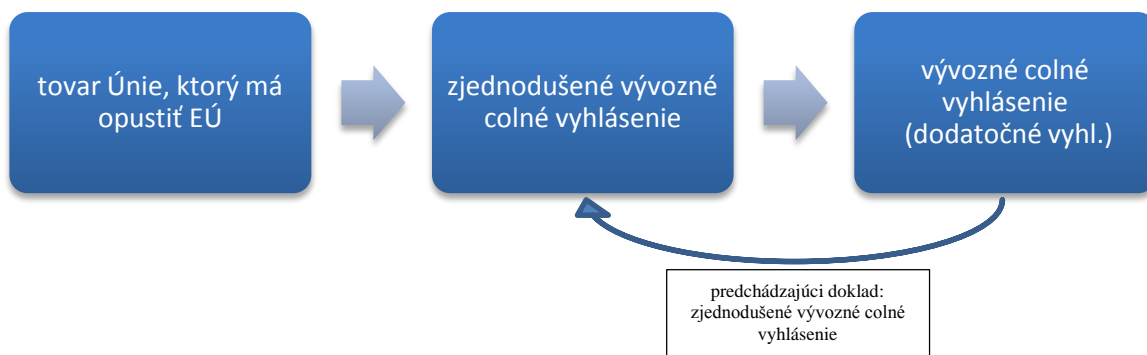 tovar Únie, ktorý má
opustiť EÚ
zjednodušené vývozné
colné vyhlásenie
vývozné colné
vyhlásenie
(dodatočné vyhl.)
predchádzajúci doklad:
zjednodušené vývozné colné
vyhlásenie